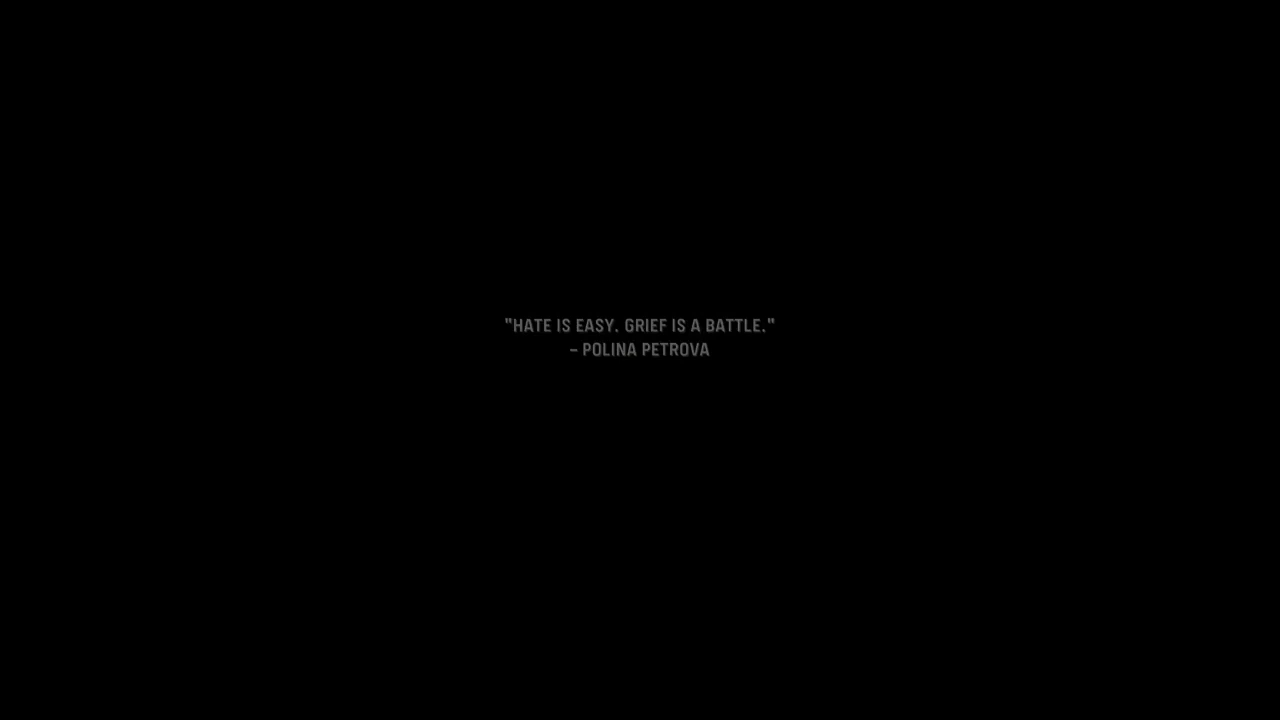 "HATE IS EASY. GRIEF IS A BATTLE."
– POLINA PETROVA